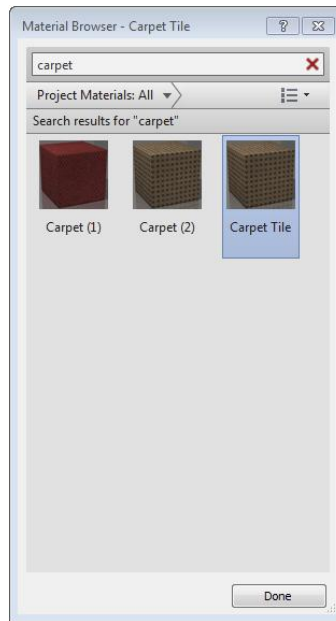 Material Browser - Carpet Tile
carpet
Project Materials: All
Search results for "carpet"
Carpet (1) Carpet (2) Carpet Tile
Done